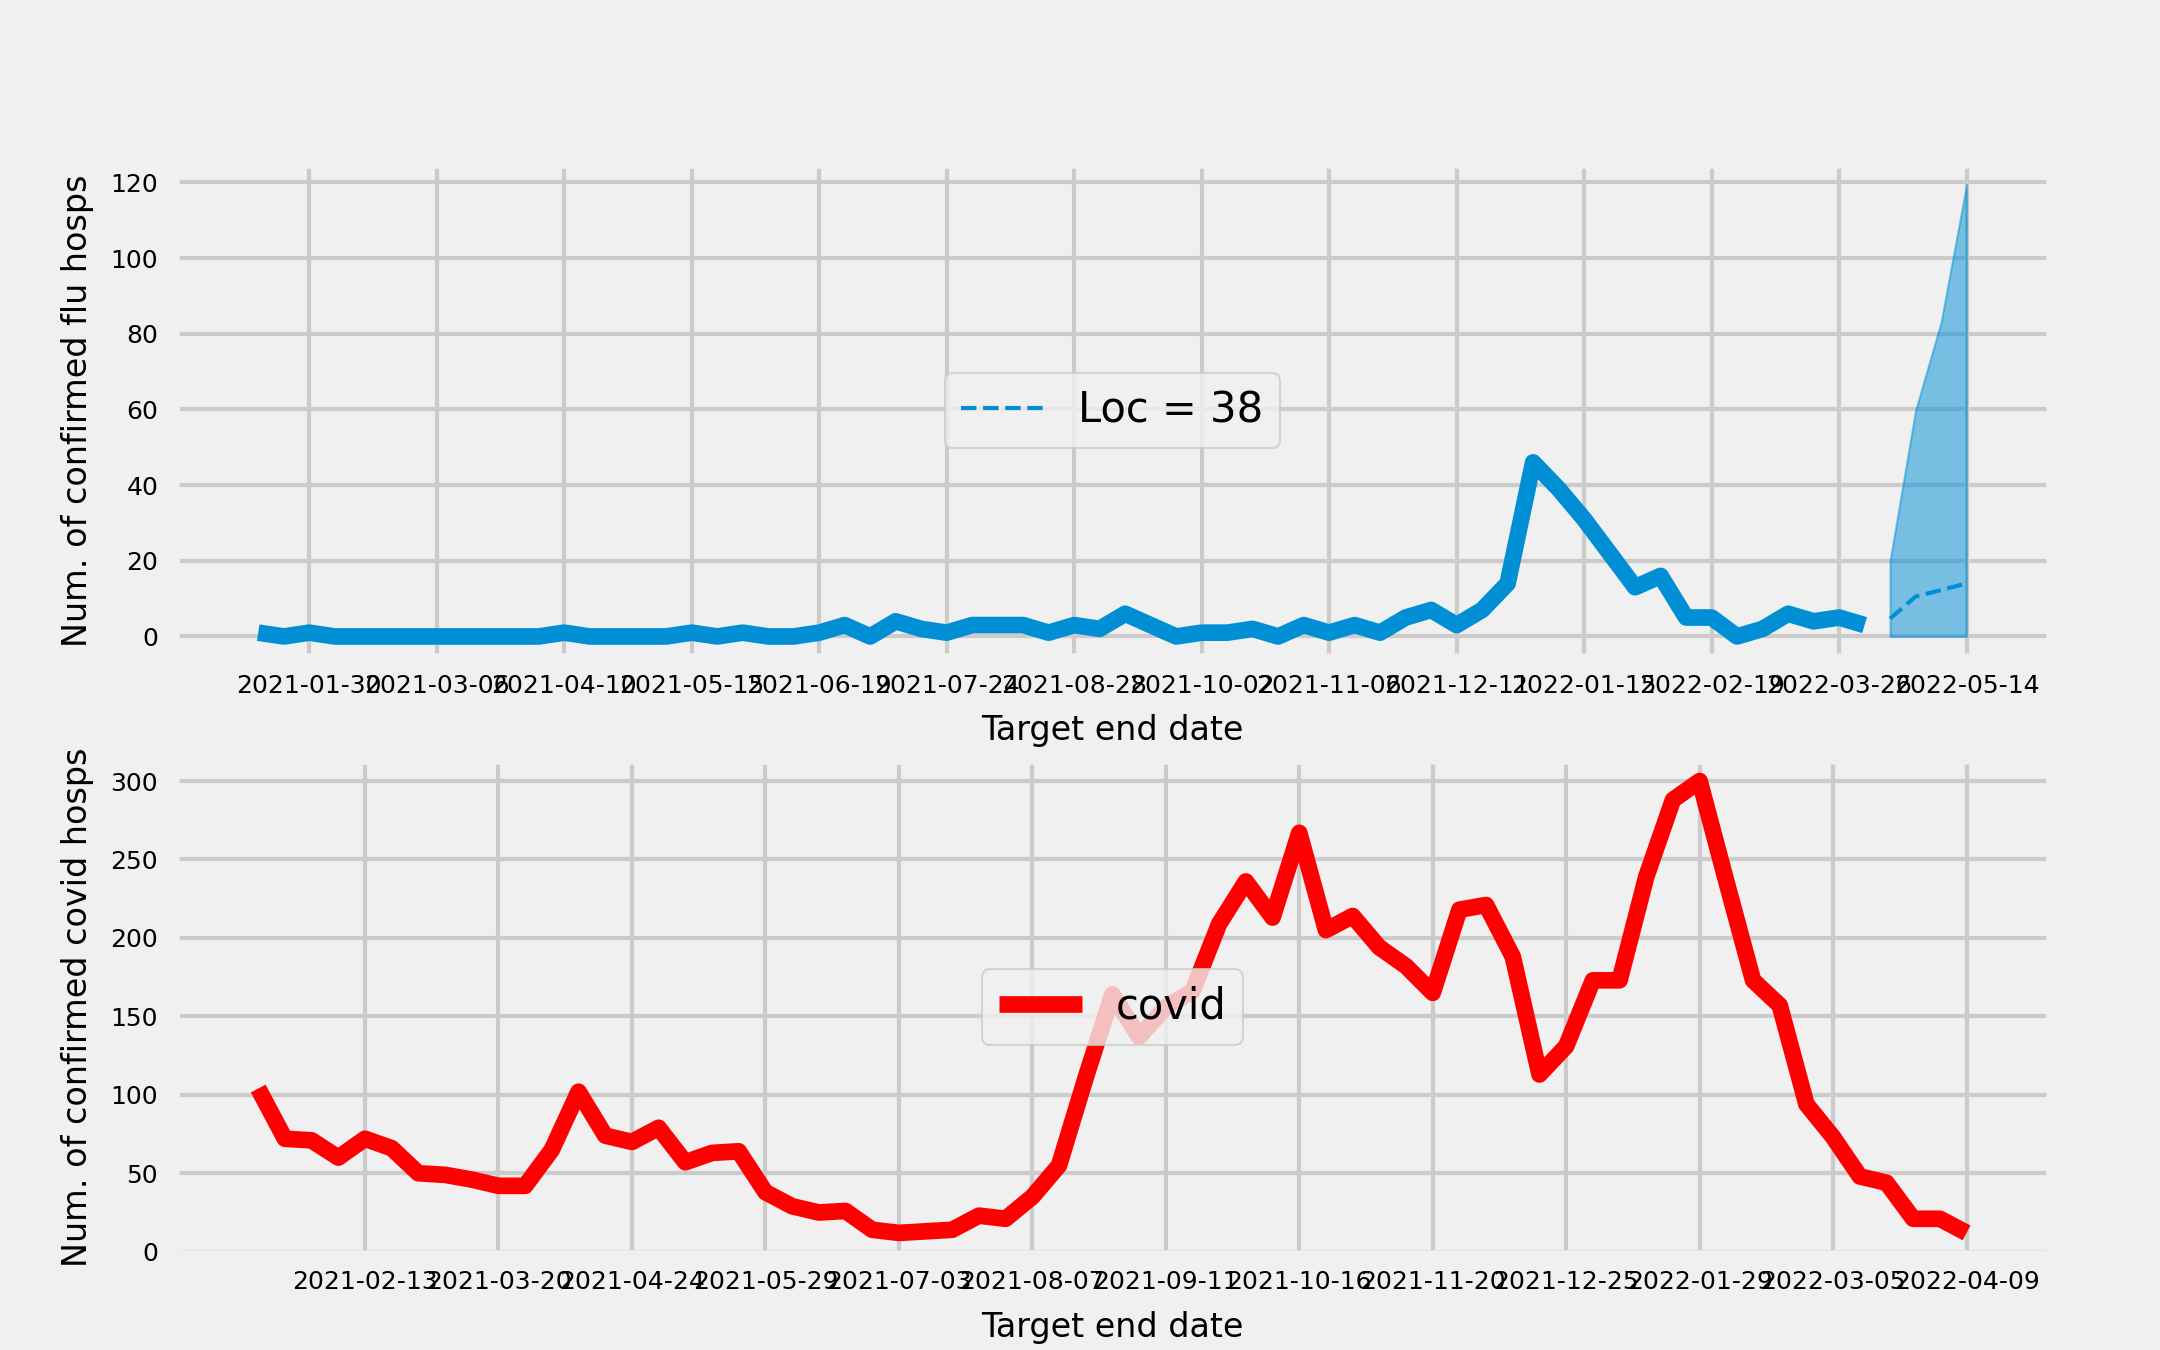 Num. of confirmed flu hosps
120
100
80
60
40
20
0
Loc = 38
2021-01-30 2021-03-06 2021-04-10 2021-05-15 2021-06-19 2021-07-24 2021-08-28 2021-10-02 2021-11-06 2021-12-11 2022-01-15 2022-02-19 2022-03-26 2022-05-14
Target end date
Num. of confirmed covid hosps
300
250
200
150
100
50
0
covid
2021-02-13 2021-03-20 2021-04-24 2021-05-29 2021-07-03 2021-08-07 2021-09-11 2021-10-16 2021-11-20 2021-12-25 2022-01-29 2022-03-05 2022-04-09
Target end date